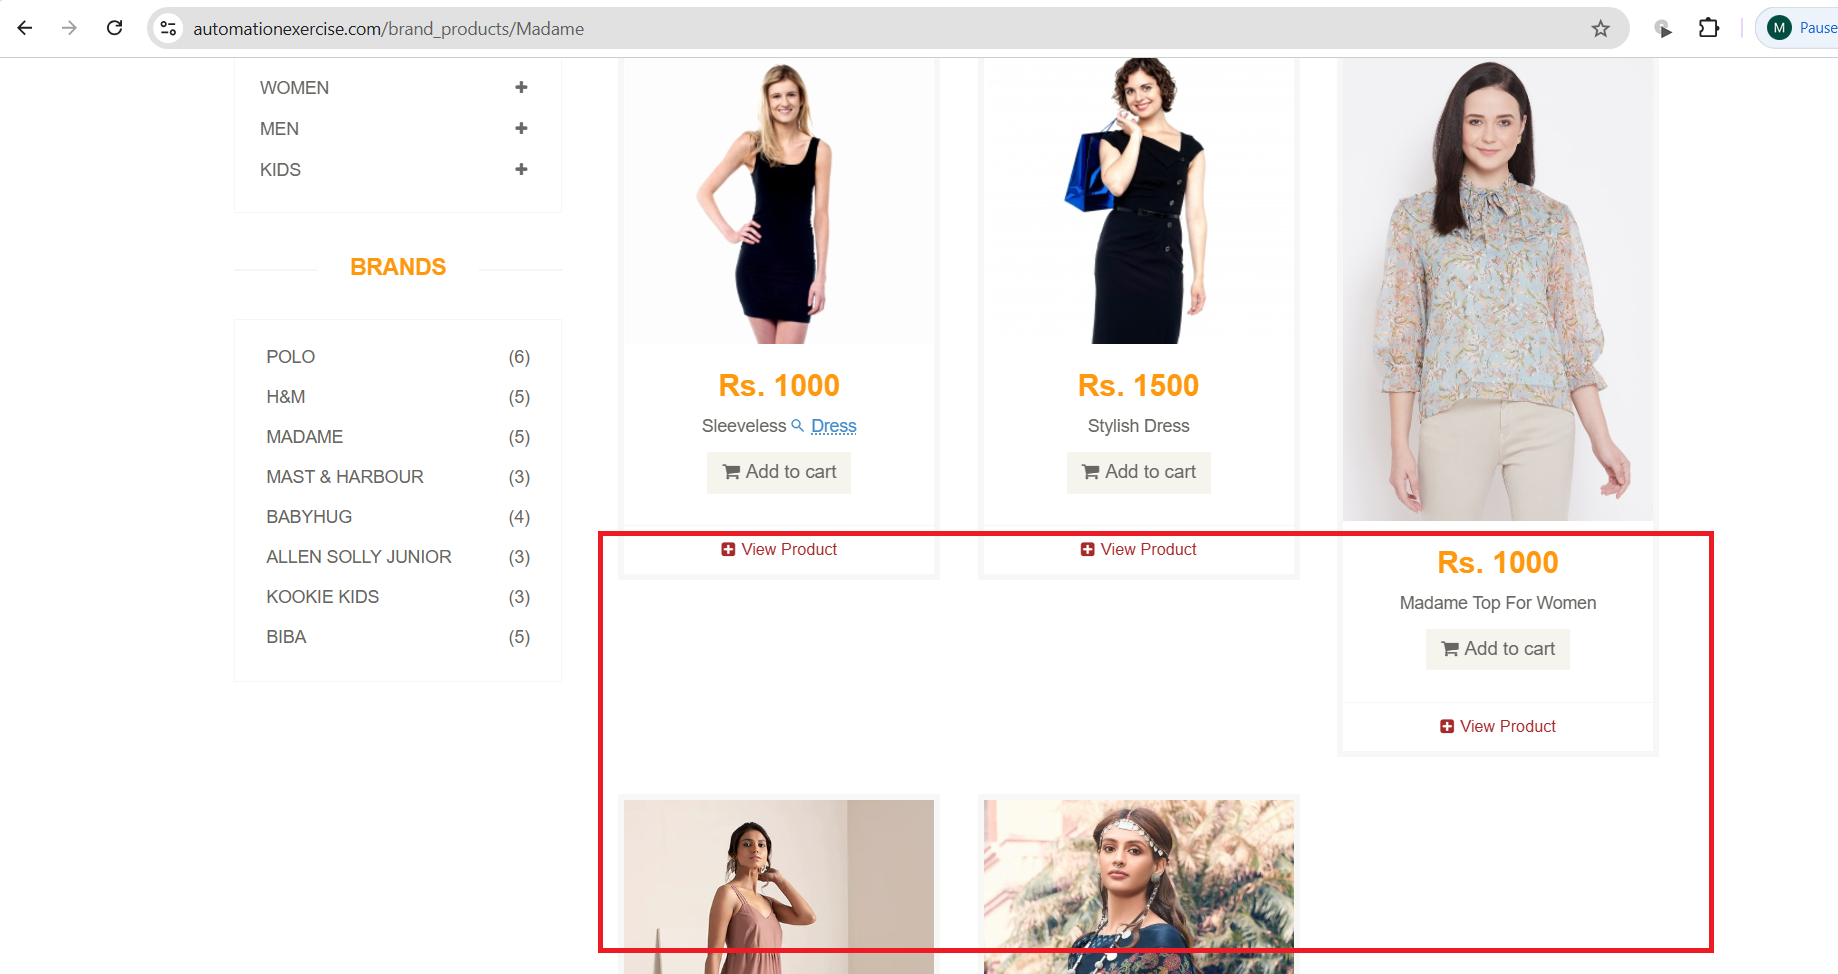 automationexercise.com/brand_products/Madame
M
Pause
WOMEN
MEN
KIDS
BRANDS
POLO (6)
H&M (5)
MADAME (5)
MAST & HARBOUR (3)
BABYHUG (4)
ALLEN SOLLY JUNIOR (3)
KOOKIE KIDS (3)
BIBA (5)
Rs. 1000
Sleeveless Dress
Add to cart
View Product
Rs. 1500
Stylish Dress
Add to cart
View Product
Rs. 1000
Madame Top For Women
Add to cart
View Product